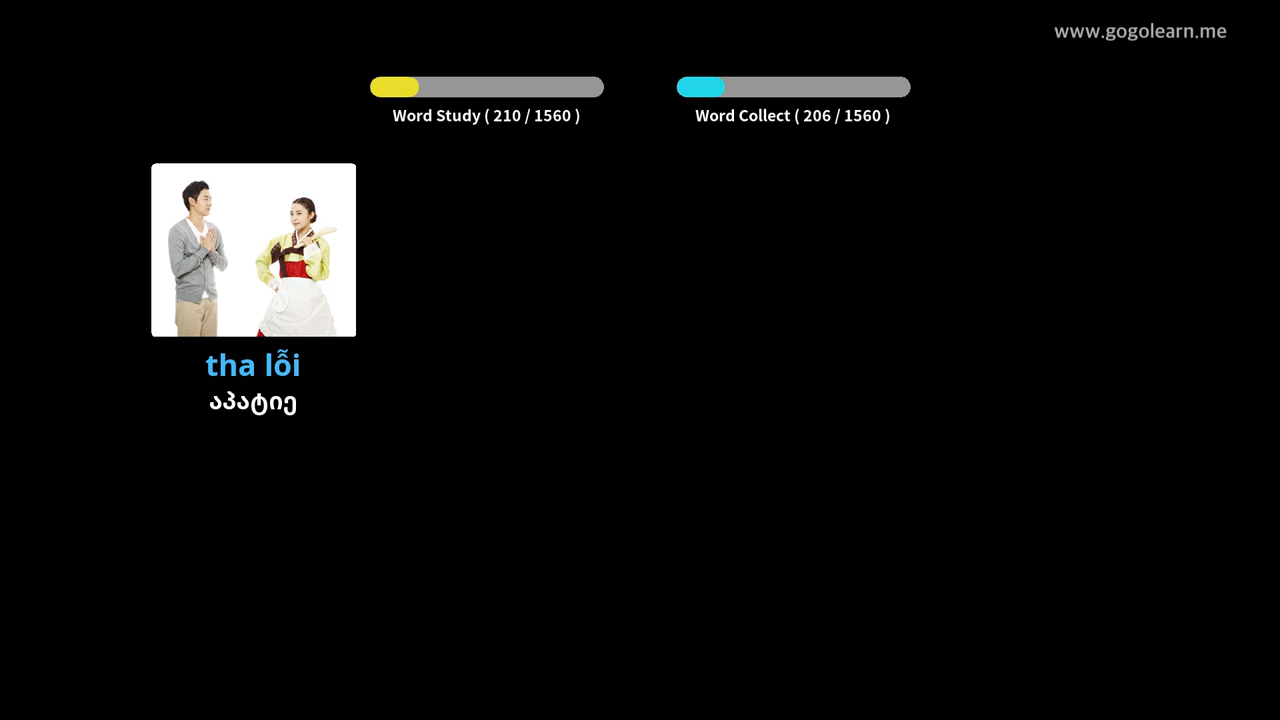 www.gogolearn.me
Word Study ( 210 / 1560 )
Word Collect ( 206 / 1560 )
tha lỗi
აპატიე